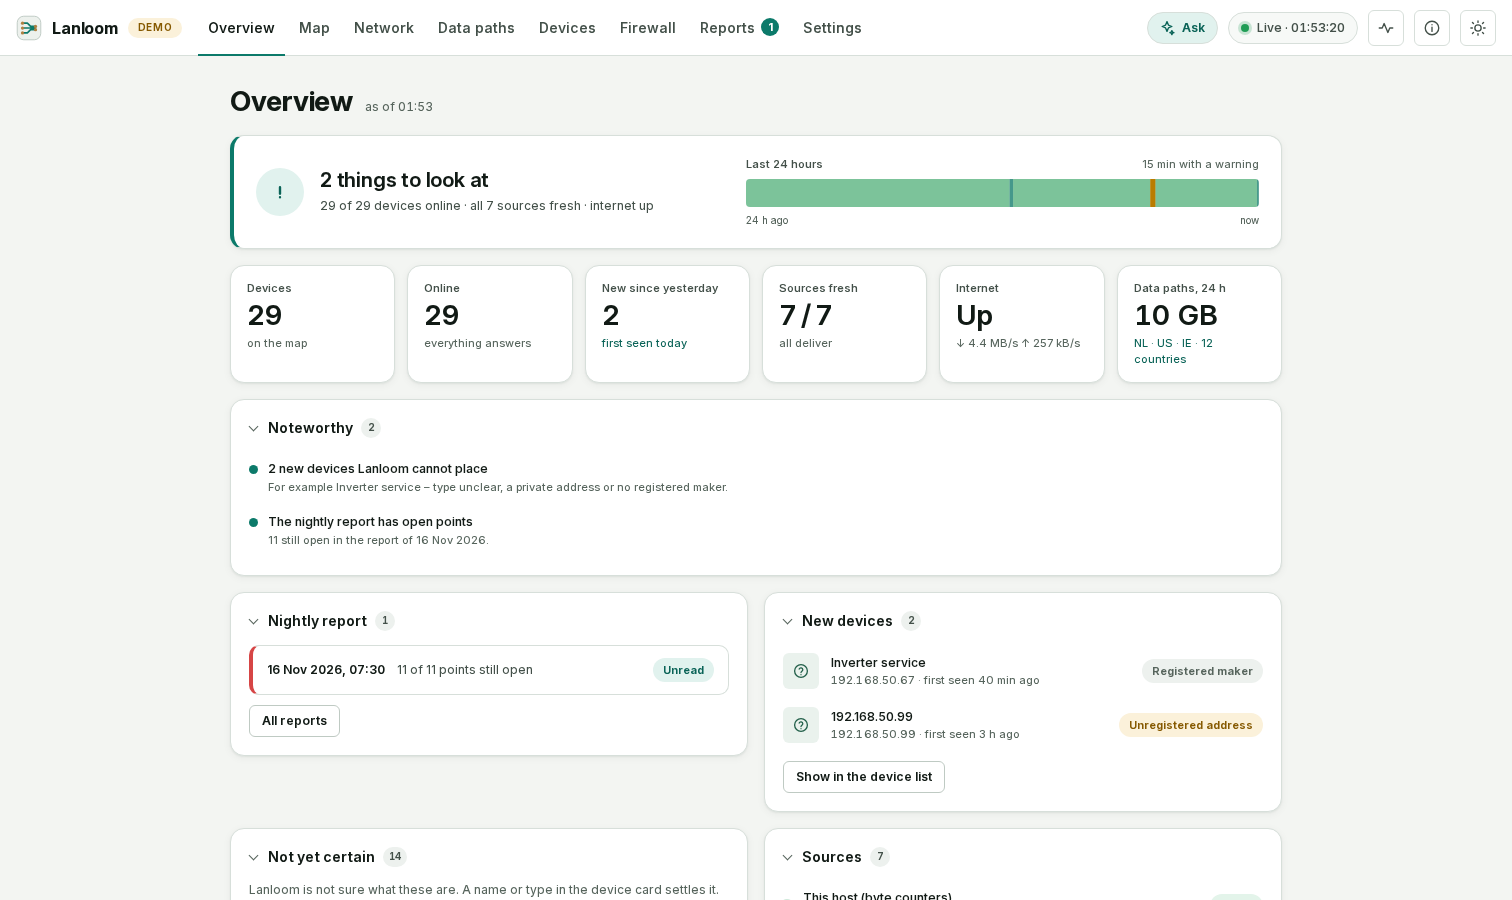 Lanloom DEMO Overview Map Network Data paths Devices Firewall Reports 1 Settings Ask Live · 01:53:20
Overview as of 01:53
2 things to look at
29 of 29 devices online · all 7 sources fresh · internet up
Last 24 hours 15 min with a warning
24 h ago now
Devices
29
on the map
Online
29
everything answers
New since yesterday
2
first seen today
Sources fresh
7 / 7
all deliver
Internet
Up
↓ 4.4 MB/s ↑ 257 kB/s
Data paths, 24 h
10 GB
NL · US · IE · 12
countries
Noteworthy 2
2 new devices Lanloom cannot place
For example Inverter service – type unclear, a private address or no registered maker.
The nightly report has open points
11 still open in the report of 16 Nov 2026.
Nightly report 1
16 Nov 2026, 07:30 11 of 11 points still open Unread
All reports
New devices 2
Inverter service
192.168.50.67 · first seen 40 min ago
Registered maker
192.168.50.99
192.168.50.99 · first seen 3 h ago
Unregistered address
Show in the device list
Not yet certain 14
Lanloom is not sure what these are. A name or type in the device card settles it.
Sources 7
This host (byte counters)